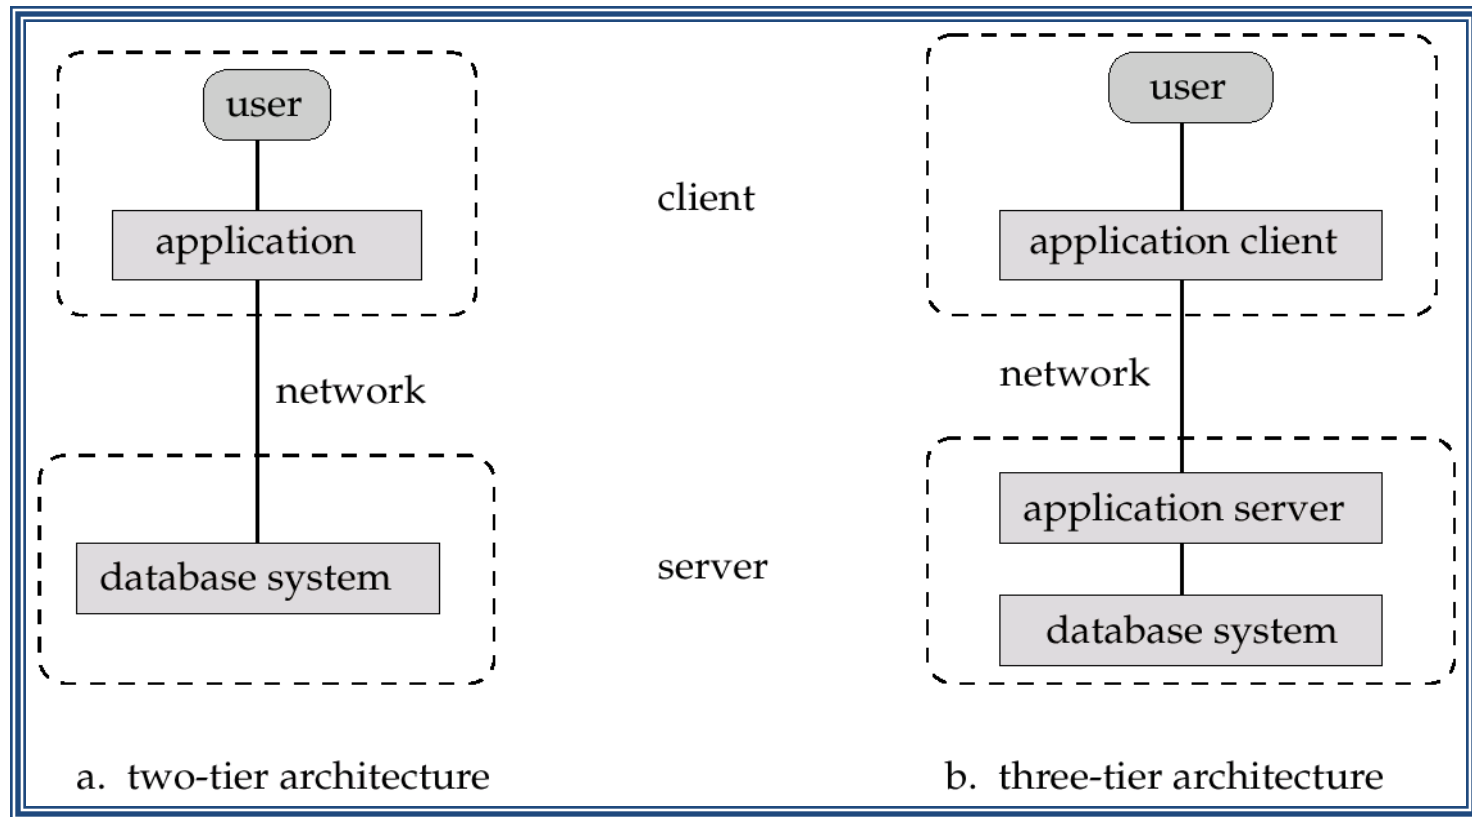 user
application
network
database system
a. two-tier architecture
client
server
user
application client
network
application server
database system
b. three-tier architecture